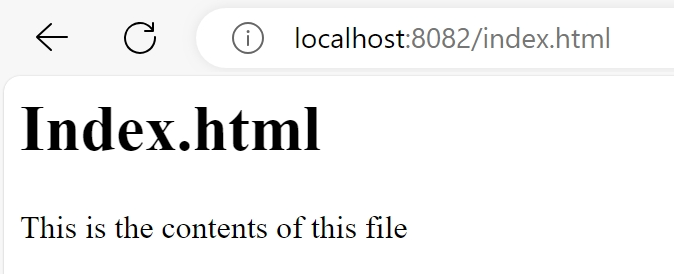 localhost:8082/index.html
Index.html
This is the contents of this file